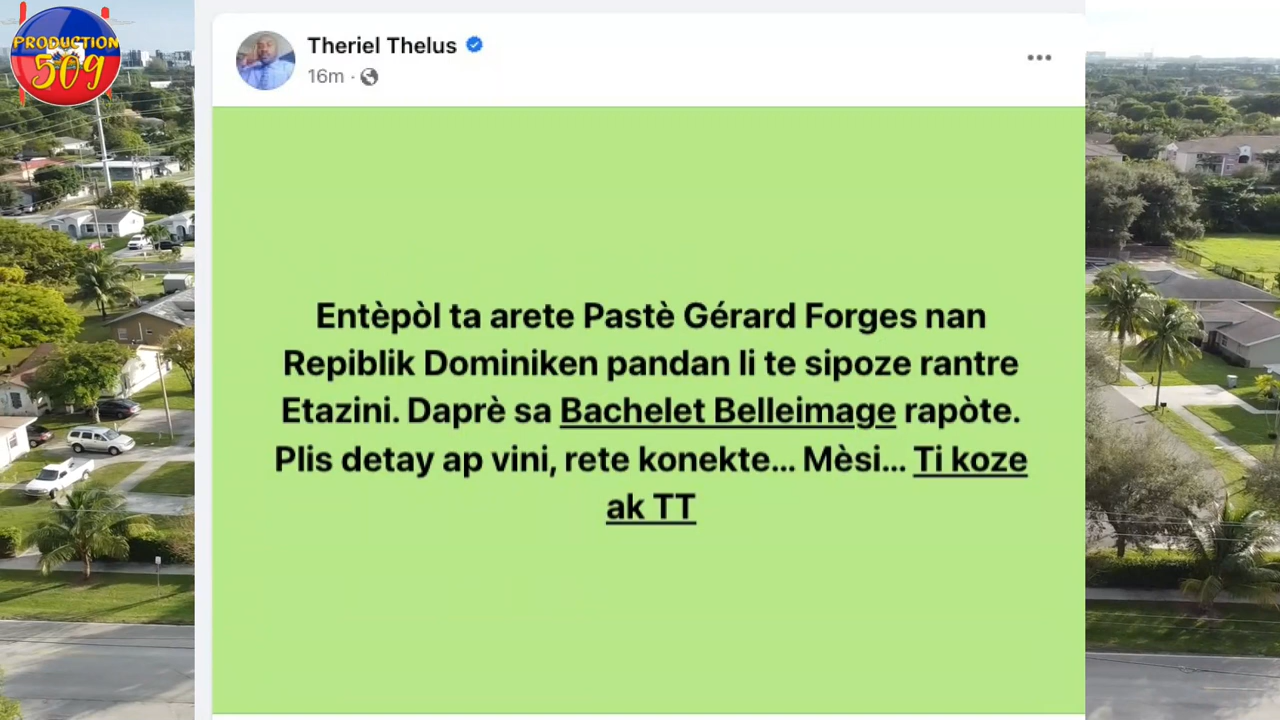 PRODUCTION
509
Theriel Thelus
16m ·
Entèpòl ta arete Pastè Gérard Forges nan
Repiblik Dominiken pandan li te sipoze rantre
Etazini. Daprè sa Bachelet Belleimage rapòte.
Plis detay ap vini, rete konekte... Mèsi... Ti koze
ak TT